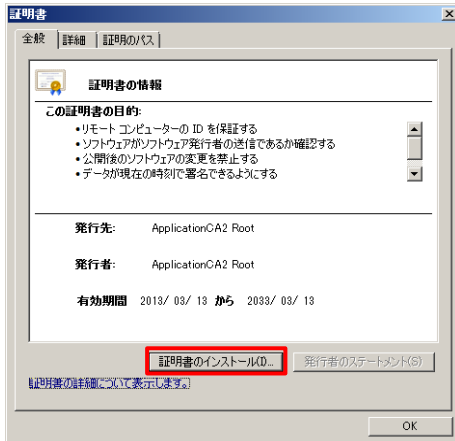 証明書
全般
詳細
証明のパス
証明書の情報
この証明書の目的:
•リモート コンピューターの ID を保証する
•ソフトウェアがソフトウェア発行者の送信であるか確認する
•公開後のソフトウェアの変更を禁止する
•データが現在の時刻で署名できるようにする
発行先: ApplicationCA2 Root
発行者: ApplicationCA2 Root
有効期間 2013/ 03/ 13 から 2033/ 03/ 13
証明書のインストール(I)...
発行者のステートメント(S)
証明書の詳細について表示します。
OK